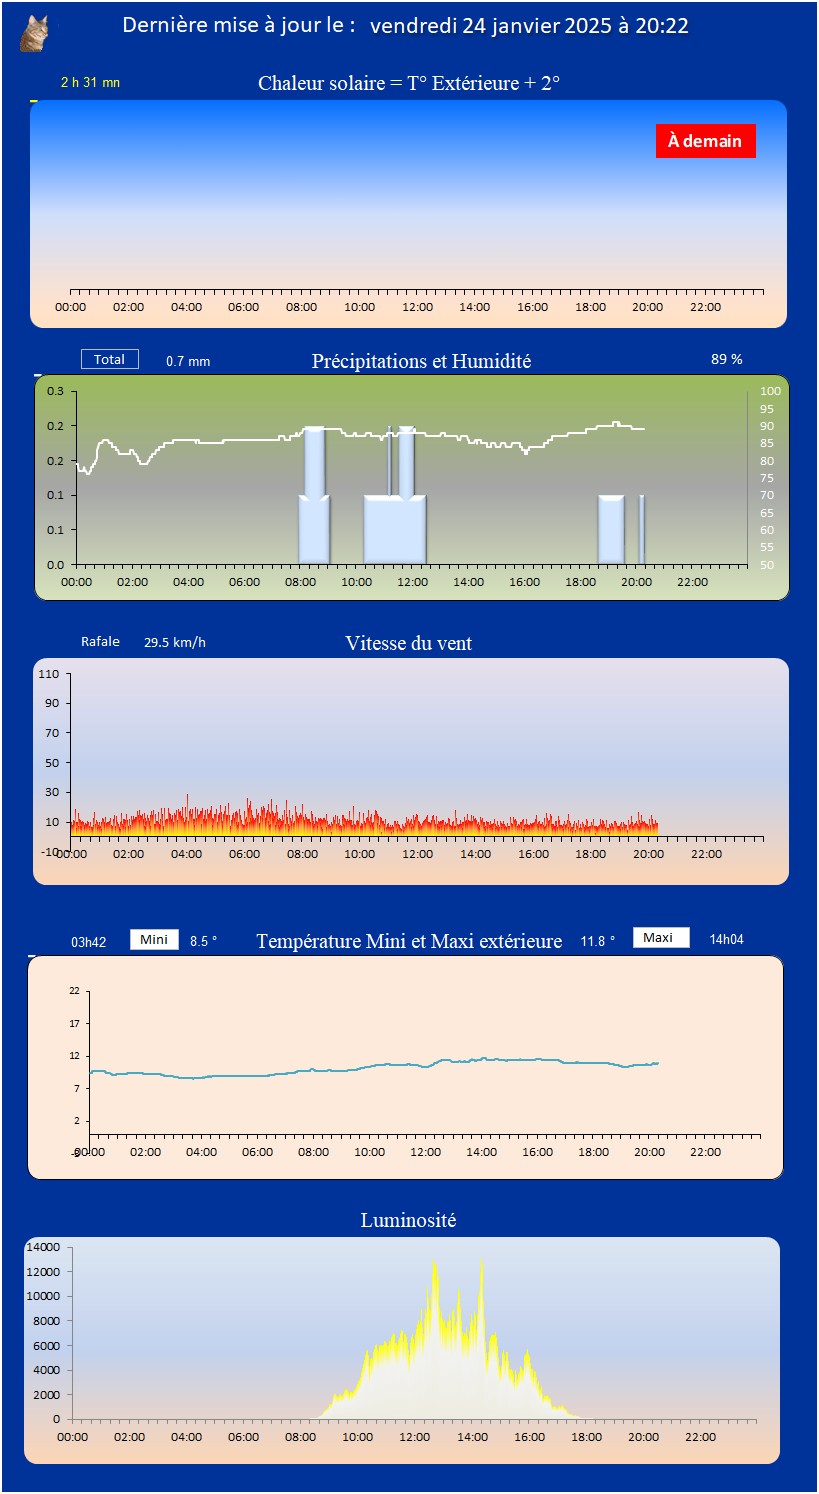 Dernière mise à jour le : vendredi 24 janvier 2025 à 20:22
2 h 31 mn Chaleur solaire = T° Extérieure + 2°
À demain
00:00 02:00 04:00 06:00 08:00 10:00 12:00 14:00 16:00 18:00 20:00 22:00
Total 0.7 mm Précipitations et Humidité 89 %
0.3 100
95
0.2 90
85
0.2 80
75
0.1 70
65
0.1 60
55
0.0 50
00:00 02:00 04:00 06:00 08:00 10:00 12:00 14:00 16:00 18:00 20:00 22:00
Rafale 29.5 km/h Vitesse du vent
110
90
70
50
30
10
-10
00:00 02:00 04:00 06:00 08:00 10:00 12:00 14:00 16:00 18:00 20:00 22:00
03h42 Mini 8.5 ° Température Mini et Maxi extérieure 11.8 ° Maxi 14h04
22
17
12
7
2
00:00 02:00 04:00 06:00 08:00 10:00 12:00 14:00 16:00 18:00 20:00 22:00
Luminosité
14000
12000
10000
8000
6000
4000
2000
0
00:00 02:00 04:00 06:00 08:00 10:00 12:00 14:00 16:00 18:00 20:00 22:00